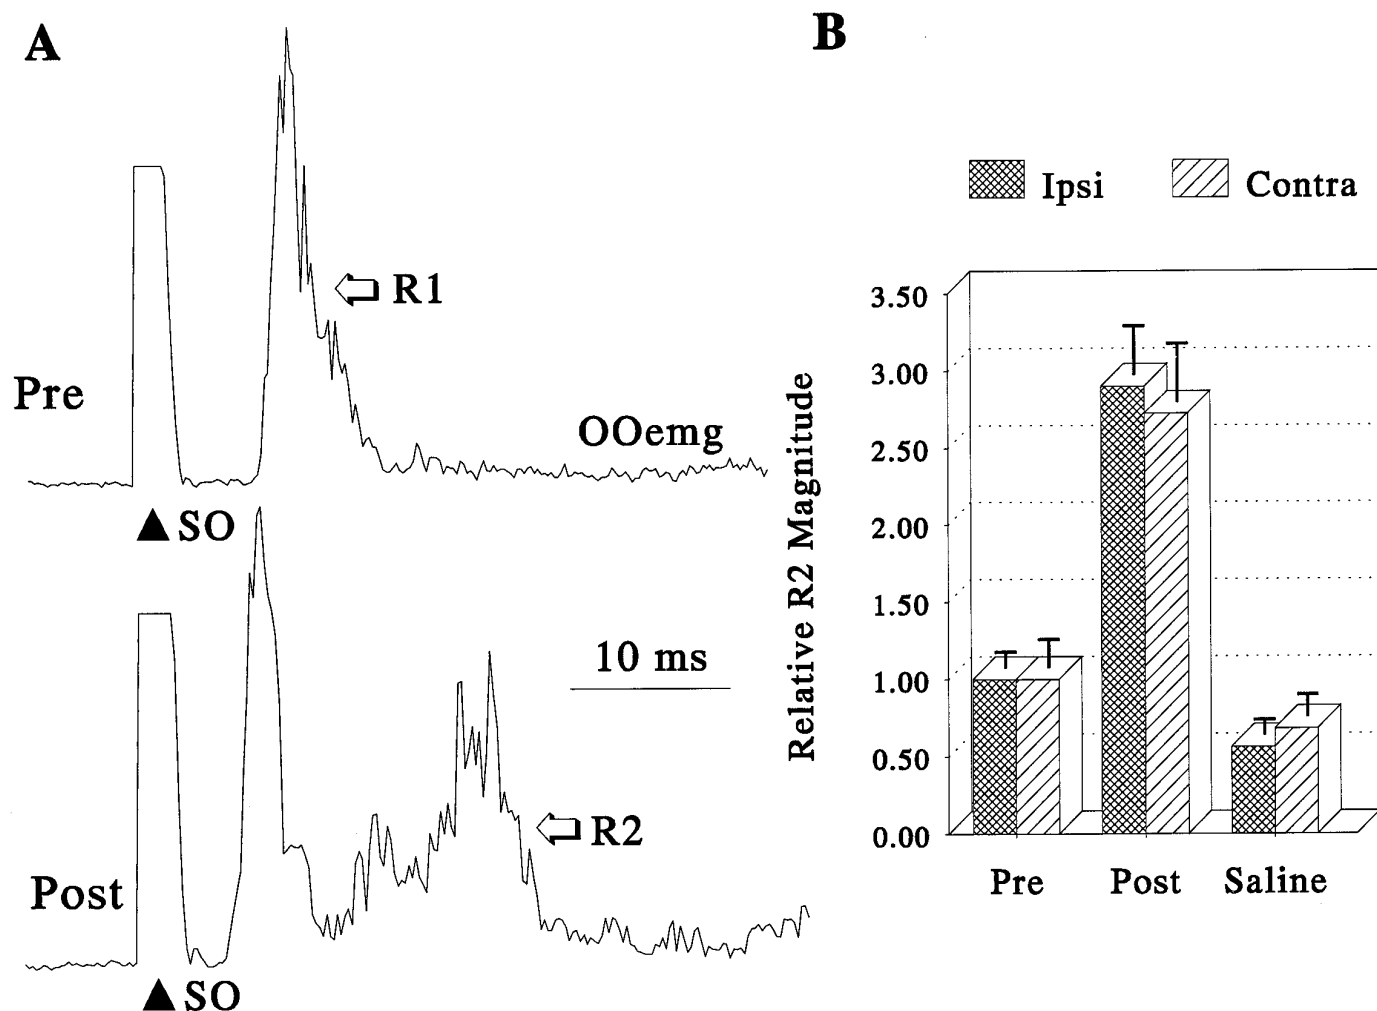 A
R1
Pre
OOemg
▲ SO
10 ms
R2
Post
▲ SO
B
Ipsi
Contra
Relative R2 Magnitude
3.50
3.00
2.50
2.00
1.50
1.00
0.50
0.00
Pre
Post
Saline